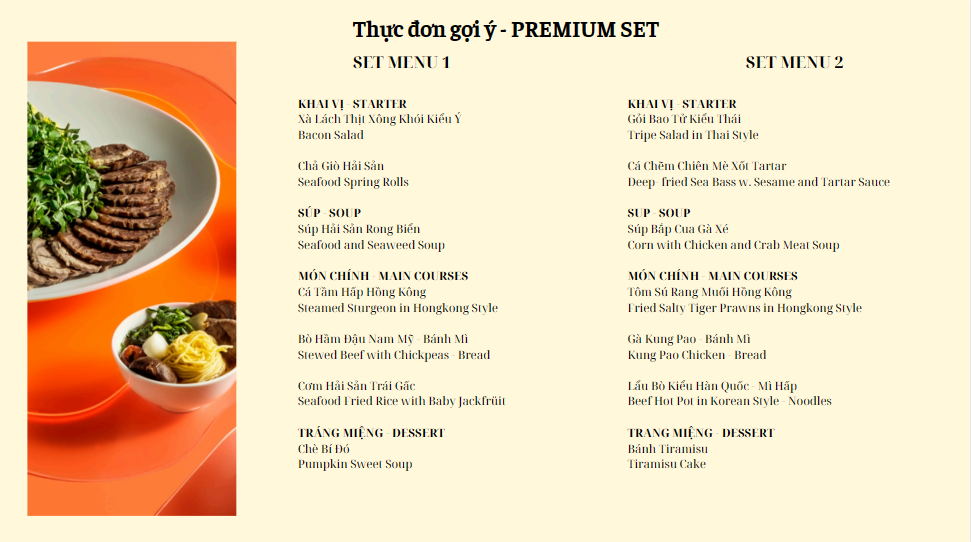 Thực đơn gợi ý - PREMIUM SET
SET MENU 1
KHAI VỊ - STARTER
Xà Lách Thịt Xông Khói Kiểu Ý
Bacon Salad
Chả Giò Hải Sản
Seafood Spring Rolls
SÚP - SOUP
Súp Hải Sản Rong Biển
Seafood and Seaweed Soup
MÓN CHÍNH - MAIN COURSES
Cá Tầm Hấp Hồng Kông
Steamed Sturgeon in Hongkong Style
Bò Hầm Đậu Nam Mỹ - Bánh Mì
Stewed Beef with Chickpeas - Bread
Cơm Hải Sản Trái Gấc
Seafood Fried Rice with Baby Jackfrüit
TRÁNG MIỆNG - DESSERT
Chè Bí Đỏ
Pumpkin Sweet Soup
SET MENU 2
KHAI VỊ - STARTER
Gỏi Bao Tử Kiểu Thái
Tripe Salad in Thai Style
Cá Chẽm Chiên Mè Xốt Tartar
Deep-fried Sea Bass w. Sesame and Tartar Sauce
SUP - SOUP
Súp Bắp Cua Gà Xé
Corn with Chicken and Crab Meat Soup
MÓN CHÍNH - MAIN COURSES
Tôm Sú Rang Muối Hồng Kông
Fried Salty Tiger Prawns in Hongkong Style
Gà Kung Pao - Bánh Mì
Kung Pao Chicken - Bread
Lẩu Bò Kiểu Hàn Quốc - Mì Hấp
Beef Hot Pot in Korean Style - Noodles
TRANG MIỆNG - DESSERT
Bánh Tiramisu
Tiramisu Cake